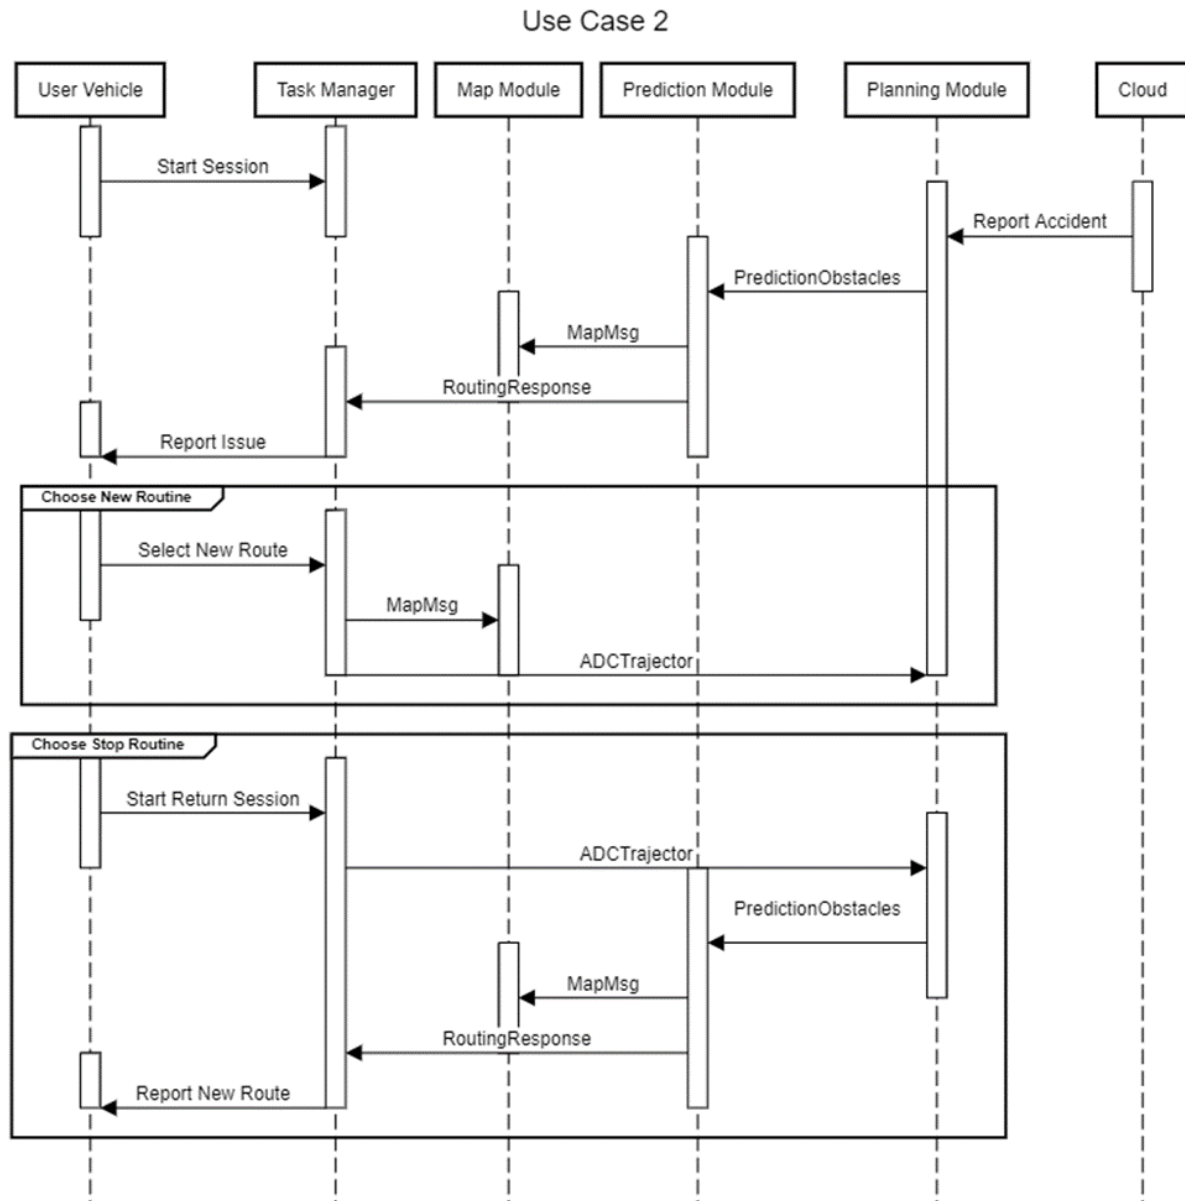 Use Case 2
User Vehicle
Task Manager
Map Module
Prediction Module
Planning Module
Cloud
Start Session
Report Accident
PredictionObstacles
MapMsg
RoutingResponse
Report Issue
Choose New Routine
Select New Route
MapMsg
ADCTrajector
Choose Stop Routine
Start Return Session
ADCTrajector
PredictionObstacles
MapMsg
RoutingResponse
Report New Route